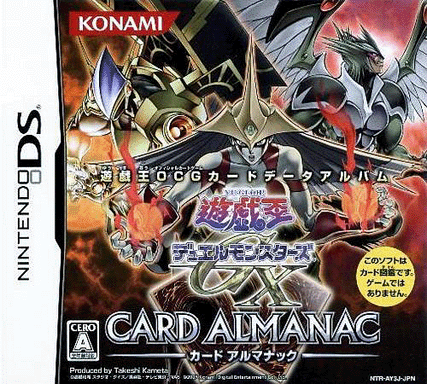 KONAMI
NINTENDO DS
遊戯王OCGカードデータアルバム
遊戯王
デュエルモンスターズ
GX
このソフトは
カード図鑑です。
ゲームでは
ありません。
CARD ALMANAC
カード アルマナック
CERO
A
Produced by Takeshi Kameta
NTR-AY3J-JPN